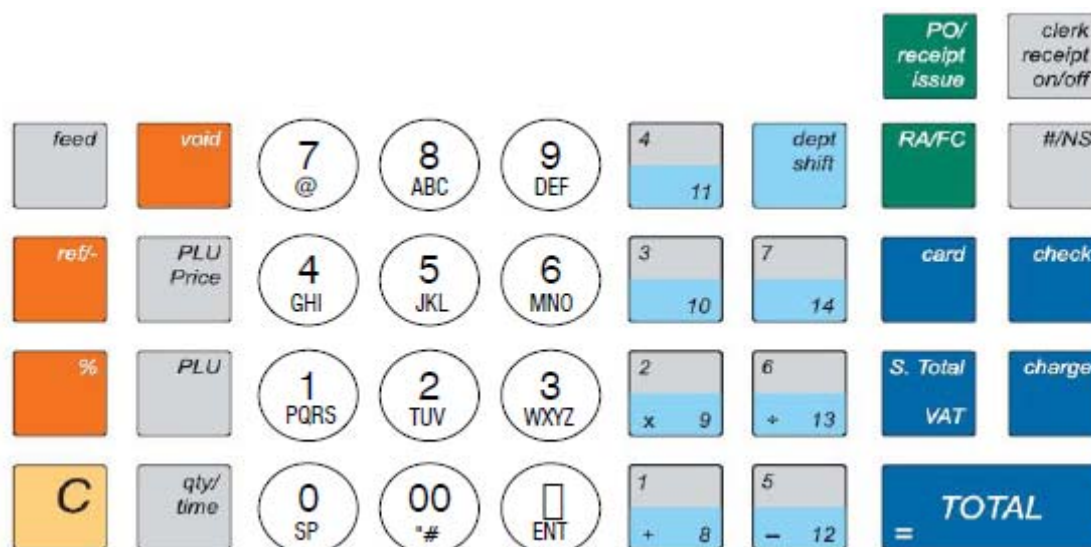 PO/
receipt
issue
clerk
receipt
on/off
feed
void
7
@
8
ABC
9
DEF
4
11
dept
shift
RA/FC
#/NS
ref/-
PLU
Price
4
GHI
5
JKL
6
MNO
3
10
7
14
card
check
%
PLU
1
PQRS
2
TUV
3
WXYZ
2
x 9
6
÷ 13
S. Total
VAT
charge
C
qty/
time
0
SP
00
"#
ENT
1
+ 8
5
– 12
= TOTAL